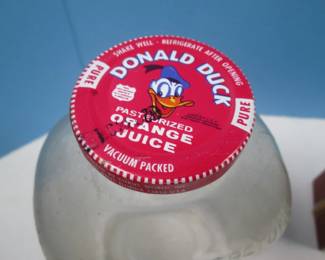 SHAKE WELL - REFRIGERATE AFTER OPENING
DONALD DUCK
PURE
PURE
PASTEURIZED
ORANGE
JUICE
VACUUM PACKED